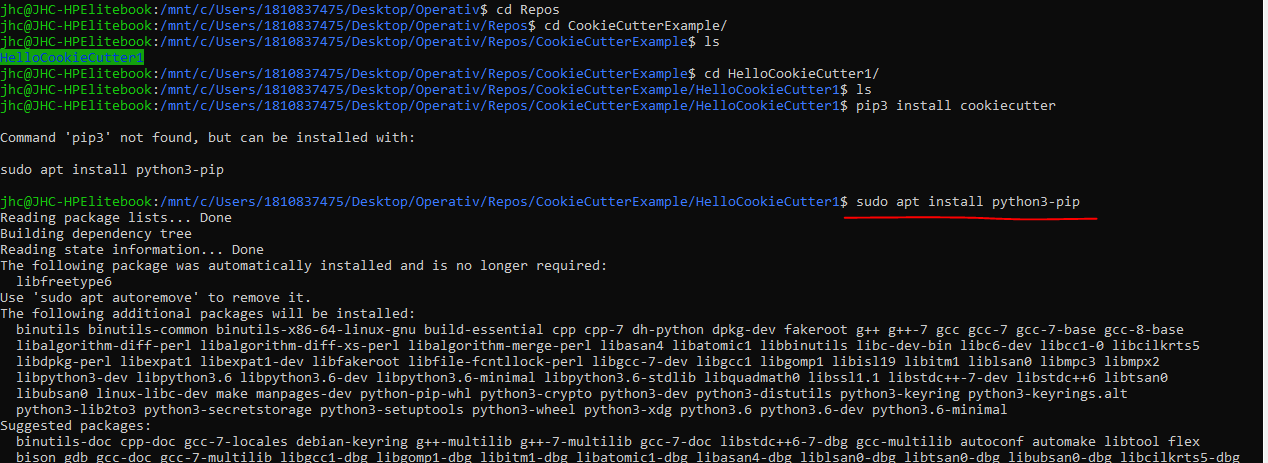 jhc@JHC-HPElitebook:/mnt/c/Users/1810837475/Desktop/Operativ$ cd Repos
jhc@JHC-HPElitebook:/mnt/c/Users/1810837475/Desktop/Operativ/Repos$ cd CookieCutterExample/
jhc@JHC-HPElitebook:/mnt/c/Users/1810837475/Desktop/Operativ/Repos/CookieCutterExample$ ls
HelloCookieCutter1
jhc@JHC-HPElitebook:/mnt/c/Users/1810837475/Desktop/Operativ/Repos/CookieCutterExample$ cd HelloCookieCutter1/
jhc@JHC-HPElitebook:/mnt/c/Users/1810837475/Desktop/Operativ/Repos/CookieCutterExample/HelloCookieCutter1$ ls
jhc@JHC-HPElitebook:/mnt/c/Users/1810837475/Desktop/Operativ/Repos/CookieCutterExample/HelloCookieCutter1$ pip3 install cookiecutter
Command 'pip3' not found, but can be installed with:
sudo apt install python3-pip
jhc@JHC-HPElitebook:/mnt/c/Users/1810837475/Desktop/Operativ/Repos/CookieCutterExample/HelloCookieCutter1$ sudo apt install python3-pip
Reading package lists... Done
Building dependency tree
Reading state information... Done
The following package was automatically installed and is no longer required:
  libfreetype6
Use 'sudo apt autoremove' to remove it.
The following additional packages will be installed:
  binutils binutils-common binutils-x86-64-linux-gnu build-essential cpp cpp-7 dh-python dpkg-dev fakeroot g++ g++-7 gcc gcc-7 gcc-7-base gcc-8-base
  libalgorithm-diff-perl libalgorithm-diff-xs-perl libalgorithm-merge-perl libasan4 libatomic1 libbinutils libc-dev-bin libc6-dev libcc1-0 libcilkrts5
  libdpkg-perl libexpat1 libexpat1-dev libfakeroot libfile-fcntllock-perl libgcc-7-dev libgcc1 libgomp1 libisl19 libitm1 liblsan0 libmpc3 libmpx2
  libpython3-dev libpython3.6 libpython3.6-dev libpython3.6-minimal libpython3.6-stdlib libquadmath0 libssl1.1 libstdc++-7-dev libstdc++6 libtsan0
  libubsan0 linux-libc-dev make manpages-dev python-pip-whl python3-crypto python3-dev python3-distutils python3-keyring python3-keyrings.alt
  python3-lib2to3 python3-secretstorage python3-setuptools python3-wheel python3-xdg python3.6 python3.6-dev python3.6-minimal
Suggested packages:
  binutils-doc cpp-doc gcc-7-locales debian-keyring g++-multilib g++-7-multilib gcc-7-doc libstdc++6-7-dbg gcc-multilib autoconf automake libtool flex
  bison gdb gcc-doc gcc-7-multilib libgcc1-dbg libgomp1-dbg libitm1-dbg libatomic1-dbg libasan4-dbg liblsan0-dbg libtsan0-dbg libubsan0-dbg libcilkrts5-dbg